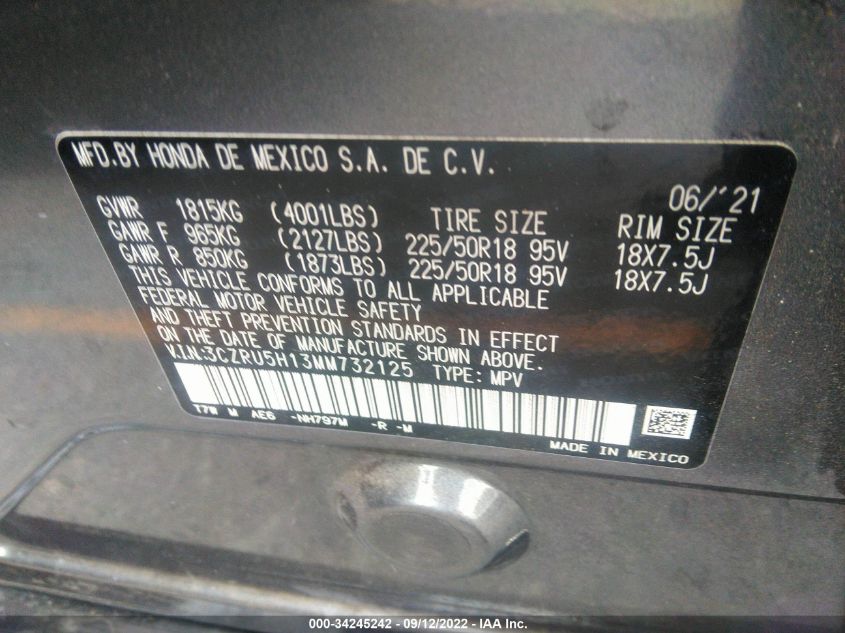 MFD.BY HONDA DE MEXICO S.A. DE C.V.
06/'21
GVWR 1815KG (4001LBS) TIRE SIZE RIM SIZE
GAWR F 965KG (2127LBS) 225/50R18 95V 18X7.5J
GAWR R 850KG (1873LBS) 225/50R18 95V 18X7.5J
THIS VEHICLE CONFORMS TO ALL APPLICABLE
FEDERAL MOTOR VEHICLE SAFETY
AND THEFT PREVENTION STANDARDS IN EFFECT
ON THE DATE OF MANUFACTURE SHOWN ABOVE.
V.I.N:3CZRU5H13MM732125 TYPE: MPV
T7W M AE6 -NH797M -R -M
MADE IN MEXICO
000-34245242 - 09/12/2022 - IAA Inc.